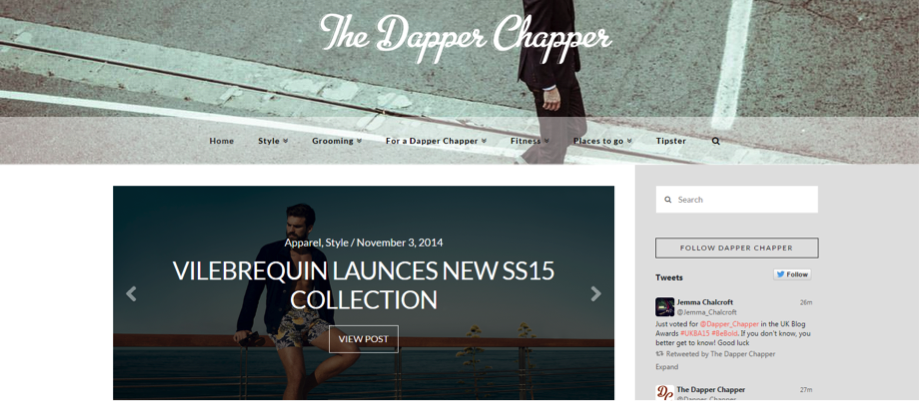 The Dapper Chapper
Home Style Grooming For a Dapper Chapper Fitness Places to go Tipster
Apparel, Style / November 3, 2014
VILEBREQUIN LAUNCES NEW SS15
COLLECTION
VIEW POST
Search
FOLLOW DAPPER CHAPPER
Tweets Follow
Jemma Chalcroft 26m
@Jemma_Chalcroft
Just voted for @Dapper_Chapper in the UK Blog
Awards #UKBA15 #BeBold. If you don't know, you
better get to know! Good luck
Retweeted by The Dapper Chapper
Expand
The Dapper Chapper 27m
@Dapper_Chapper